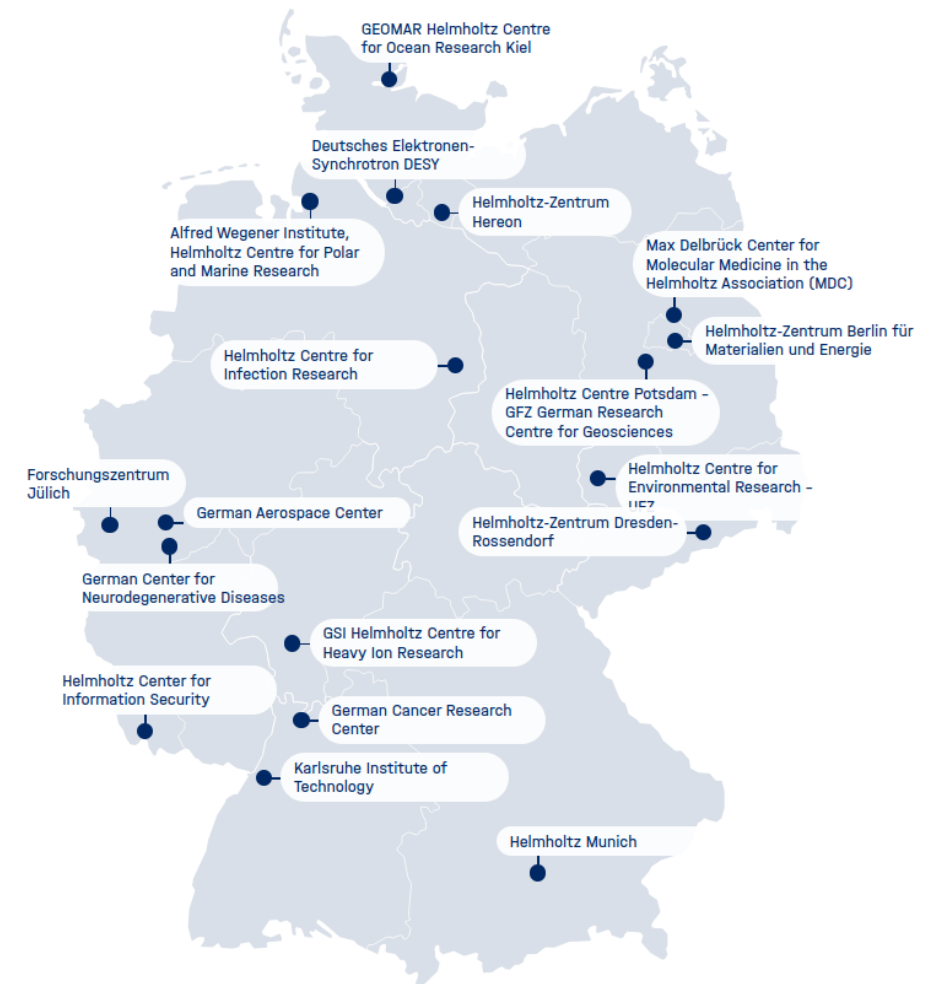 GEOMAR Helmholtz Centre
for Ocean Research Kiel
Deutsches Elektronen-
Synchrotron DESY
Helmholtz-Zentrum
Hereon
Alfred Wegener Institute,
Helmholtz Centre for Polar
and Marine Research
Max Delbrück Center for
Molecular Medicine in the
Helmholtz Association (MDC)
Helmholtz-Zentrum Berlin für
Materialien und Energie
Helmholtz Centre for
Infection Research
Helmholtz Centre Potsdam –
GFZ German Research
Centre for Geosciences
Helmholtz Centre for
Environmental Research –
UFZ
Forschungszentrum
Jülich
German Aerospace Center
Helmholtz-Zentrum Dresden-
Rossendorf
German Center for
Neurodegenerative Diseases
GSI Helmholtz Centre for
Heavy Ion Research
Helmholtz Center for
Information Security
German Cancer Research
Center
Karlsruhe Institute of
Technology
Helmholtz Munich